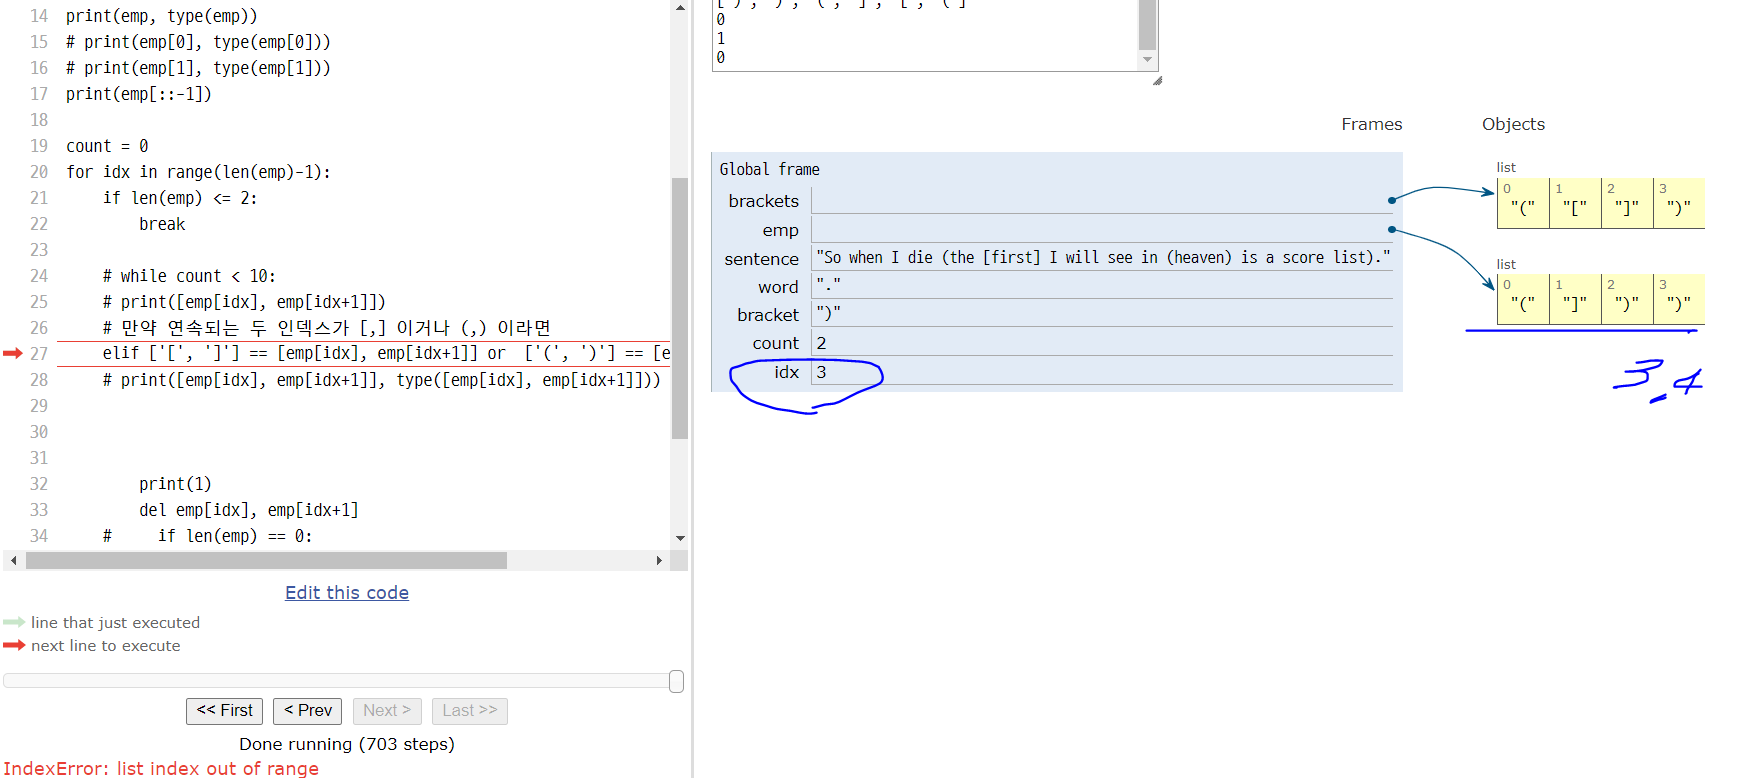 14 print(emp, type(emp))
15 # print(emp[0], type(emp[0]))
16 # print(emp[1], type(emp[1]))
17 print(emp[::-1])
18
19 count = 0
20 for idx in range(len(emp)-1):
21 if len(emp) <= 2:
22 break
23
24 # while count < 10:
25 # print([emp[idx], emp[idx+1]])
26 # 만약 연속되는 두 인덱스가 [,] 이거나 (,) 이라면
27 elif ['[', ']'] == [emp[idx], emp[idx+1]] or ['(', ')'] == [e
28 # print([emp[idx], emp[idx+1]], type([emp[idx], emp[idx+1]]))
29
30
31
32 print(1)
33 del emp[idx], emp[idx+1]
34 # if len(emp) == 0:
Edit this code
line that just executed
next line to execute
<< First < Prev Next > Last >>
Done running (703 steps)
IndexError: list index out of range
0
1
0
Frames Objects
Global frame
brackets
emp
sentence "So when I die (the [first] I will see in (heaven) is a score list)."
word "."
bracket ")"
count 2
idx 3
list
0 1 2 3
"(" "[" "]" ")"
list
0 1 2 3
"(" "]" ")" ")"
3, 4